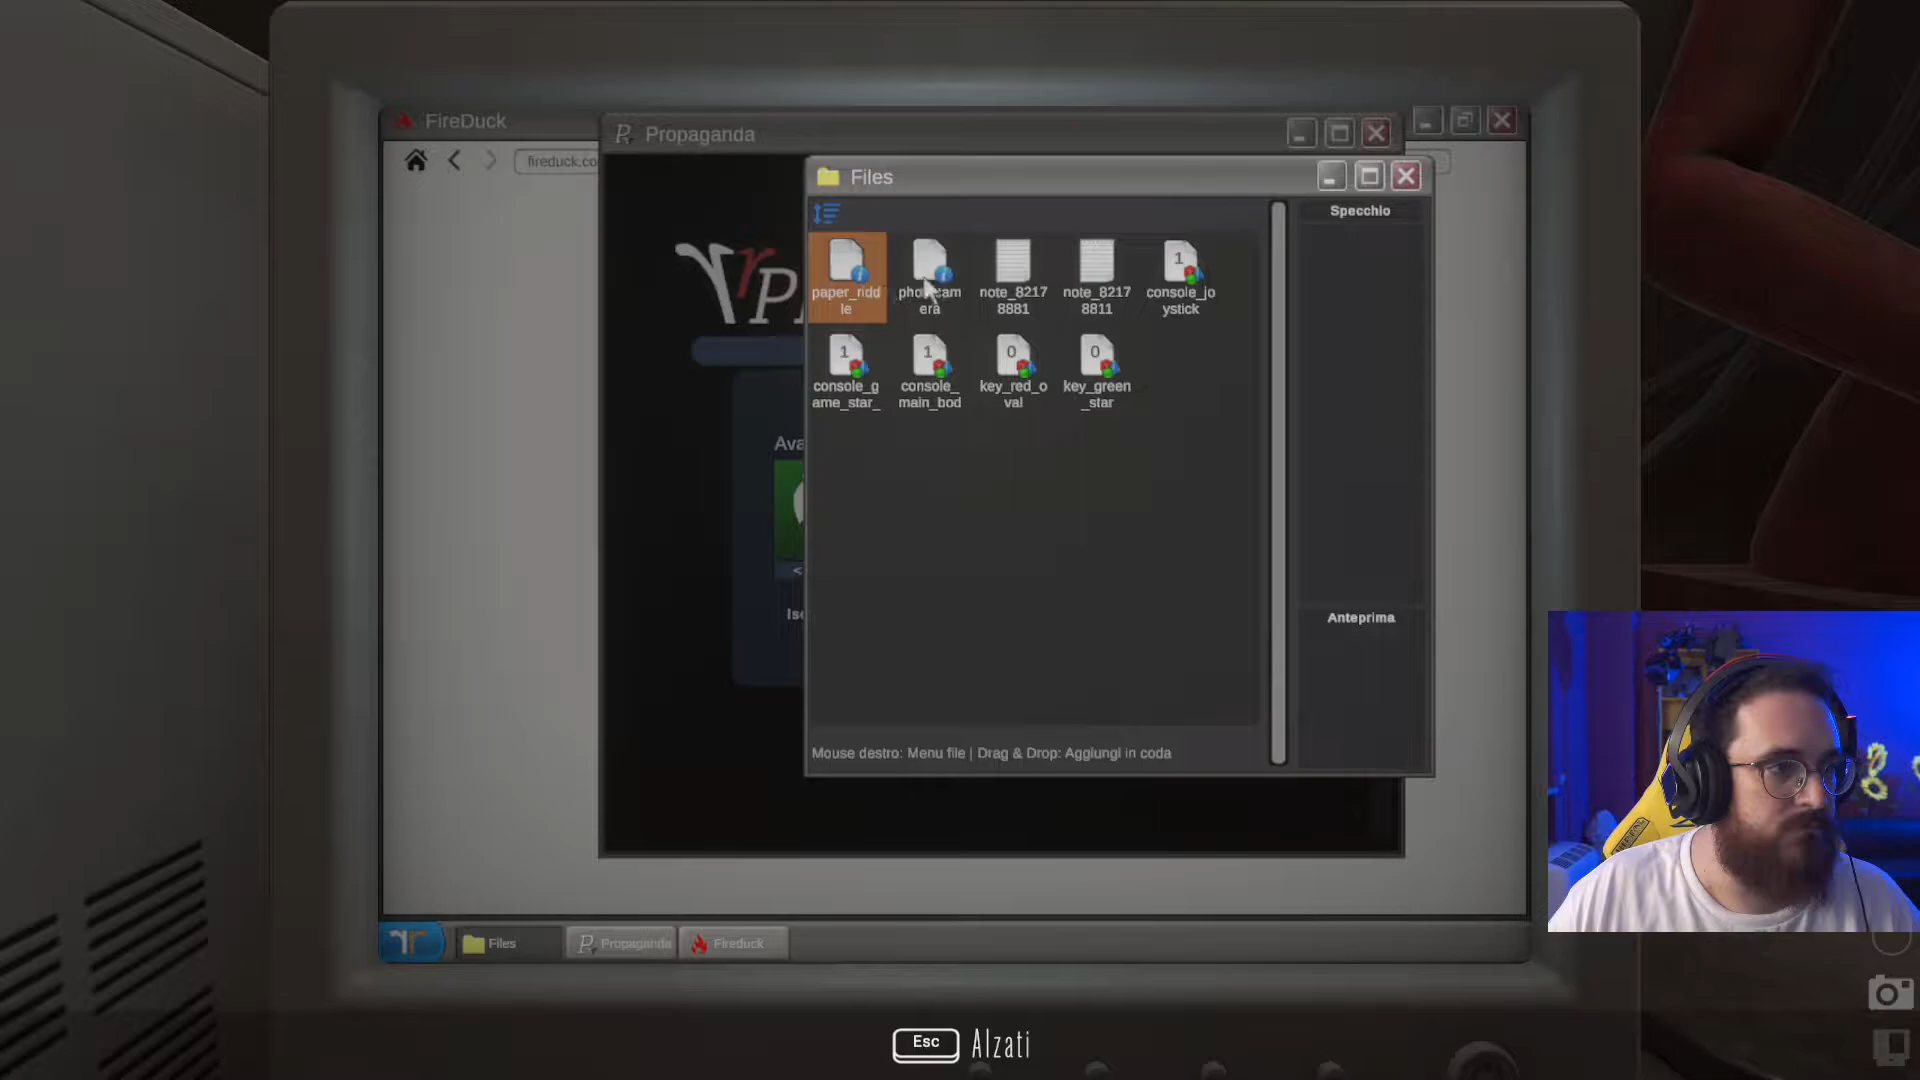 FireDuck
Propaganda
fireduck.co
Files
Specchio
paper_ridd
le
era
note_8217
8881
note_8217
8811
1
console_jo
ystick
1
console_g
ame_star_
1
console_
main_bod
0
key_red_o
val
0
key_green
_star
Ava
<
Anteprima
Mouse destro: Menu file | Drag & Drop: Aggiungi in coda
Files
Propaganda
Fireduck
Esc
Alzati